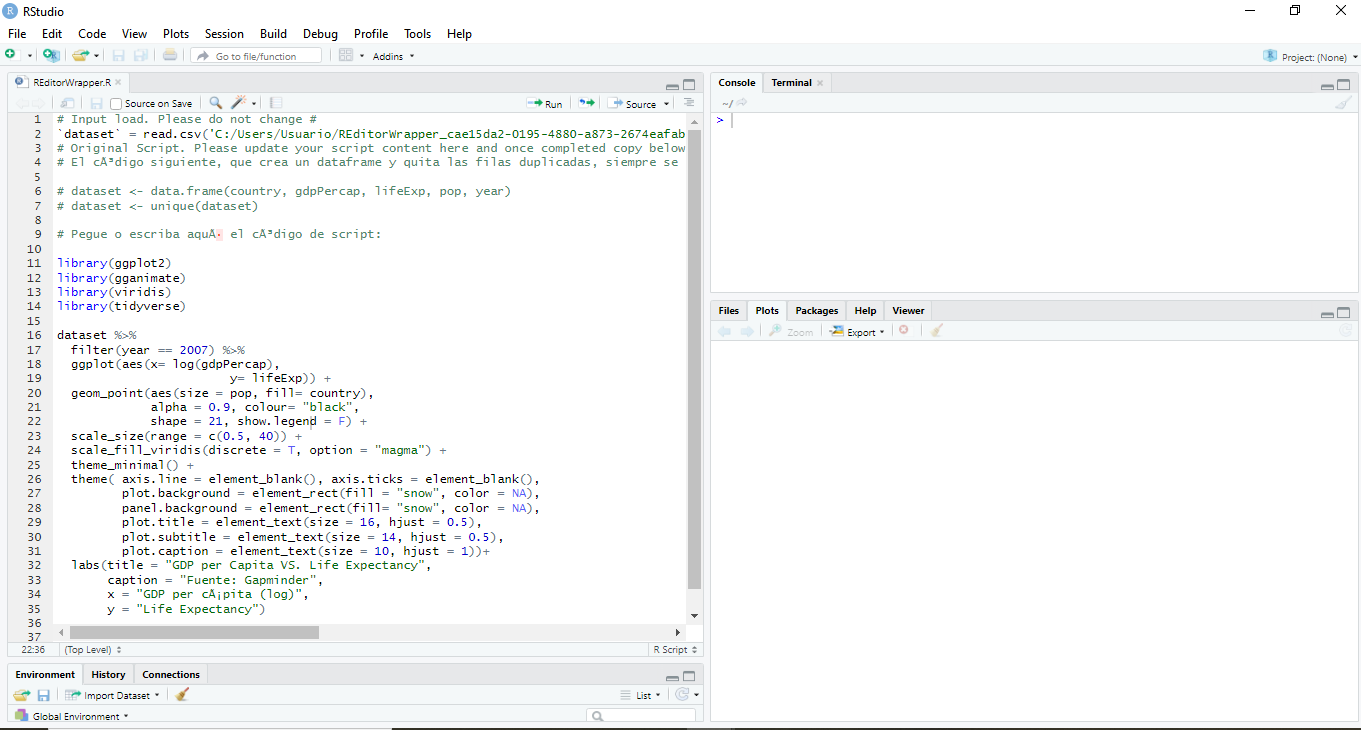 RStudio
File Edit Code View Plots Session Build Debug Profile Tools Help
Go to file/function Addins Project: (None)
REditorWrapper.R
Source on Save Run Source
1 # Input load. Please do not change #
2 `dataset` = read.csv('C:/Users/Usuario/REditorWrapper_cae15da2-0195-4880-a873-2674eafab
3 # Original Script. Please update your script content here and once completed copy below
4 # El cÃ³digo siguiente, que crea un dataframe y quita las filas duplicadas, siempre se
5
6 # dataset <- data.frame(country, gdpPercap, lifeExp, pop, year)
7 # dataset <- unique(dataset)
8
9 # Pegue o escriba aquÃ· el cÃ³digo de script:
10
11 library(ggplot2)
12 library(gganimate)
13 library(viridis)
14 library(tidyverse)
15
16 dataset %>%
17 filter(year == 2007) %>%
18 ggplot(aes(x= log(gdpPercap),
19 y= lifeExp)) +
20 geom_point(aes(size = pop, fill= country),
21 alpha = 0.9, colour= "black",
22 shape = 21, show.legend = F) +
23 scale_size(range = c(0.5, 40)) +
24 scale_fill_viridis(discrete = T, option = "magma") +
25 theme_minimal() +
26 theme( axis.line = element_blank(), axis.ticks = element_blank(),
27 plot.background = element_rect(fill = "snow", color = NA),
28 panel.background = element_rect(fill= "snow", color = NA),
29 plot.title = element_text(size = 16, hjust = 0.5),
30 plot.subtitle = element_text(size = 14, hjust = 0.5),
31 plot.caption = element_text(size = 10, hjust = 1))+
32 labs(title = "GDP per Capita VS. Life Expectancy",
33 caption = "Fuente: Gapminder",
34 x = "GDP per cÃ¡pita (log)",
35 y = "Life Expectancy")
36
37
22:36 (Top Level) R Script
Environment History Connections
Import Dataset List
Global Environment
Console Terminal
~/
>
Files Plots Packages Help Viewer
Zoom Export